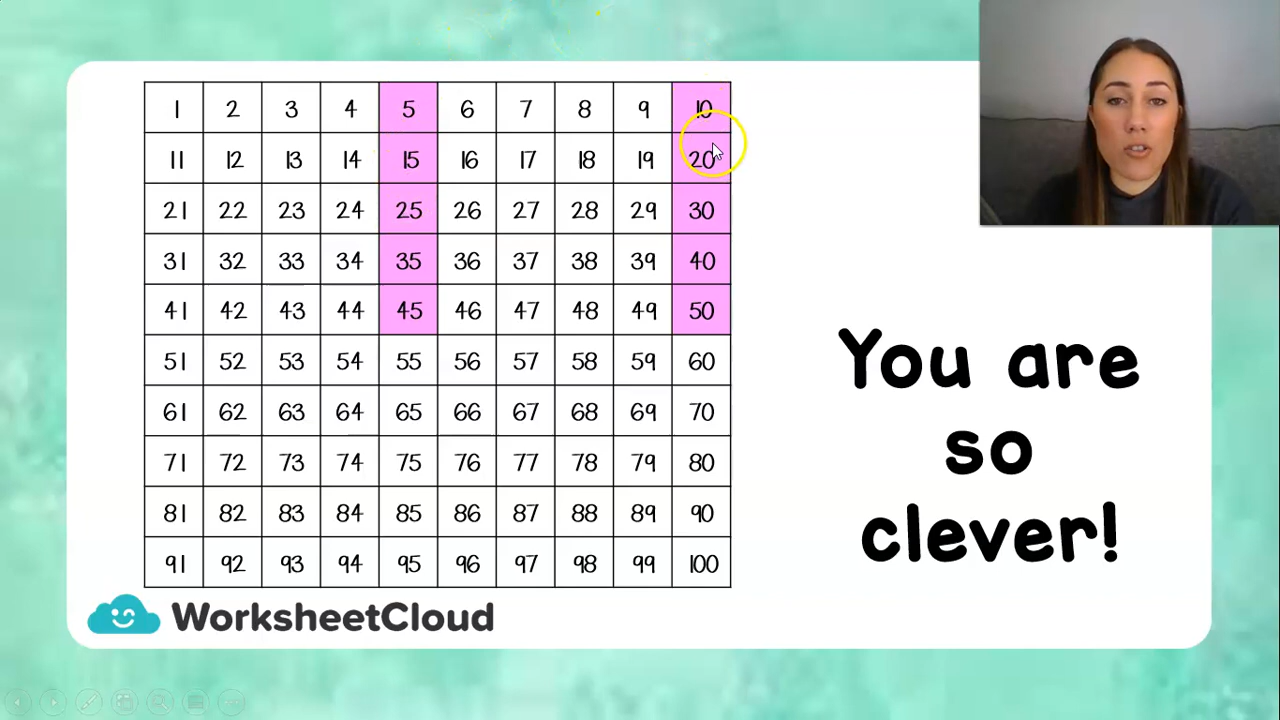 1 2 3 4 5 6 7 8 9 10
11 12 13 14 15 16 17 18 19 20
21 22 23 24 25 26 27 28 29 30
31 32 33 34 35 36 37 38 39 40
41 42 43 44 45 46 47 48 49 50
51 52 53 54 55 56 57 58 59 60
61 62 63 64 65 66 67 68 69 70
71 72 73 74 75 76 77 78 79 80
81 82 83 84 85 86 87 88 89 90
91 92 93 94 95 96 97 98 99 100
You are
so
clever!
WorksheetCloud